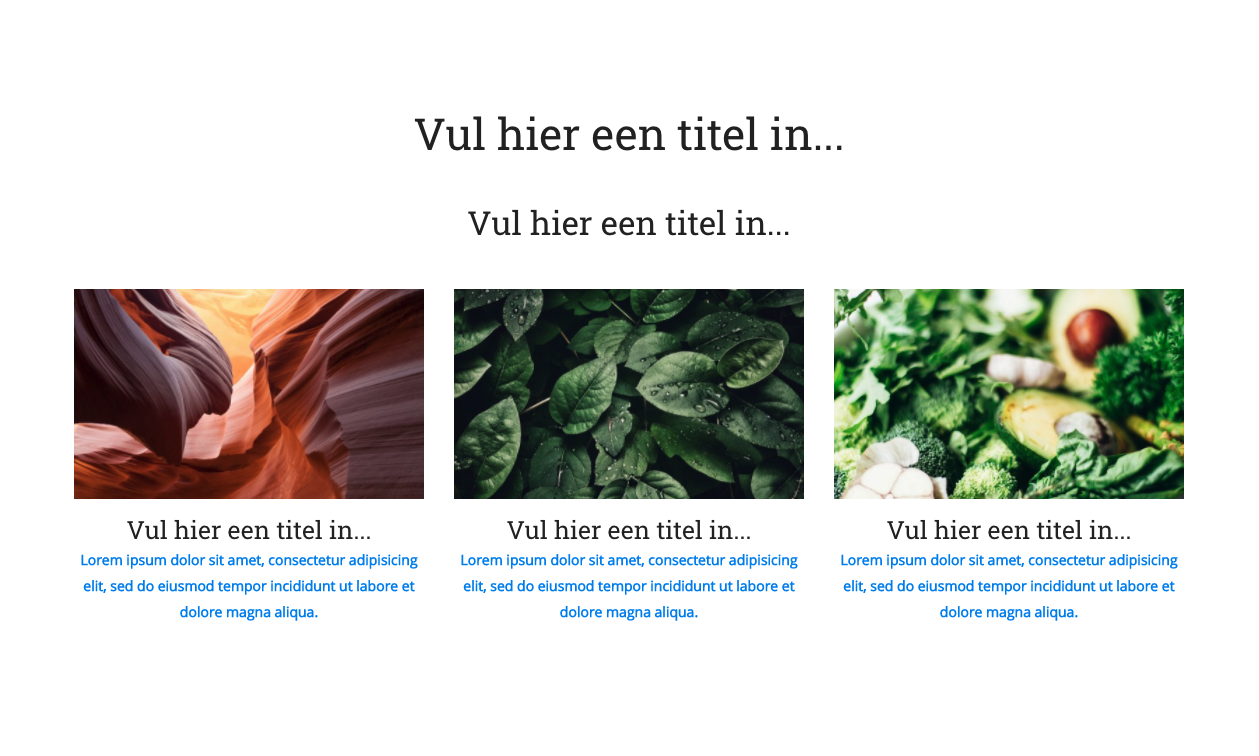 Vul hier een titel in...
Vul hier een titel in...
Vul hier een titel in...
Lorem ipsum dolor sit amet, consectetur adipisicing
elit, sed do eiusmod tempor incididunt ut labore et
dolore magna aliqua.
Vul hier een titel in...
Lorem ipsum dolor sit amet, consectetur adipisicing
elit, sed do eiusmod tempor incididunt ut labore et
dolore magna aliqua.
Vul hier een titel in...
Lorem ipsum dolor sit amet, consectetur adipisicing
elit, sed do eiusmod tempor incididunt ut labore et
dolore magna aliqua.